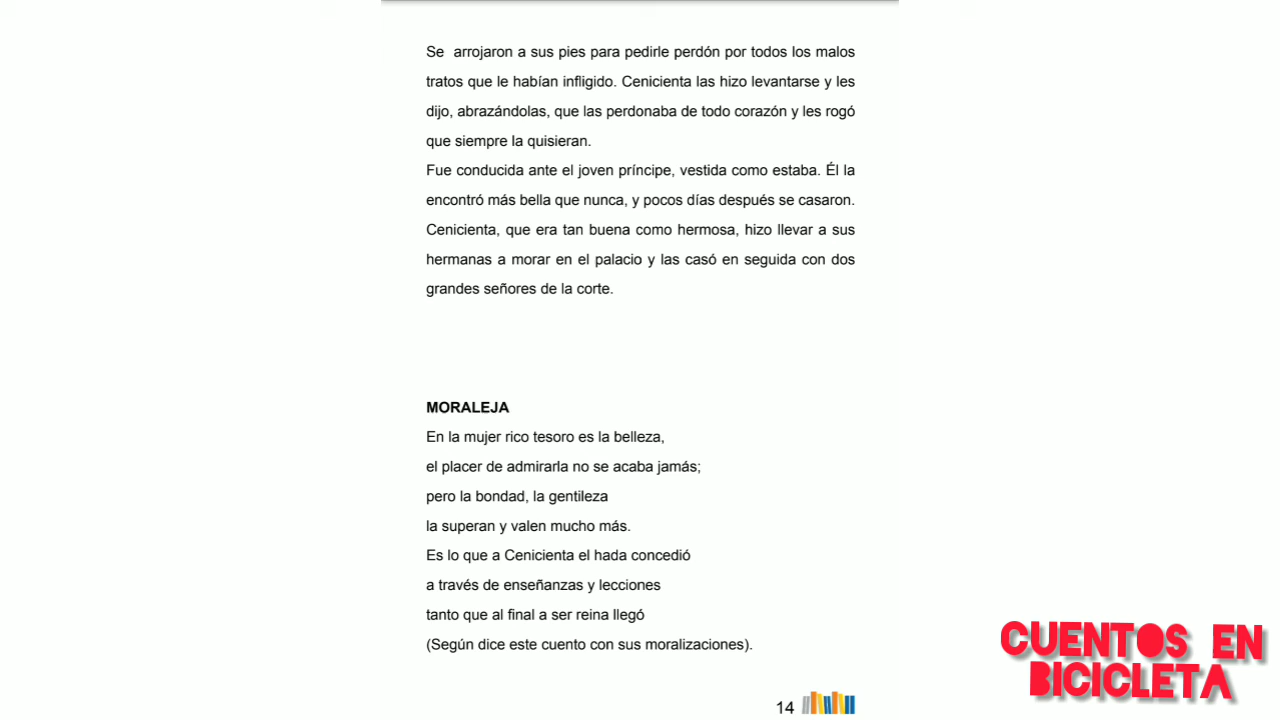 Se arrojaron a sus pies para pedirle perdón por todos los malos
tratos que le habían infligido. Cenicienta las hizo levantarse y les
dijo, abrazándolas, que las perdonaba de todo corazón y les rogó
que siempre la quisieran.
Fue conducida ante el joven príncipe, vestida como estaba. Él la
encontró más bella que nunca, y pocos días después se casaron.
Cenicienta, que era tan buena como hermosa, hizo llevar a sus
hermanas a morar en el palacio y las casó en seguida con dos
grandes señores de la corte.
MORALEJA
En la mujer rico tesoro es la belleza,
el placer de admirarla no se acaba jamás;
pero la bondad, la gentileza
la superan y valen mucho más.
Es lo que a Cenicienta el hada concedió
a través de enseñanzas y lecciones
tanto que al final a ser reina llegó
(Según dice este cuento con sus moralizaciones).
14
CUENTOS EN
BICICLETA